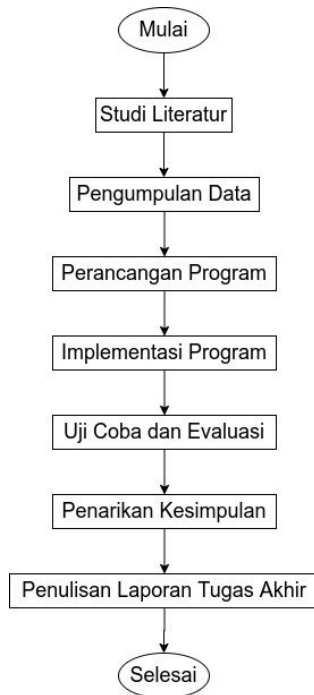 Mulai
Studi Literatur
Pengumpulan Data
Perancangan Program
Implementasi Program
Uji Coba dan Evaluasi
Penarikan Kesimpulan
Penulisan Laporan Tugas Akhir
Selesai